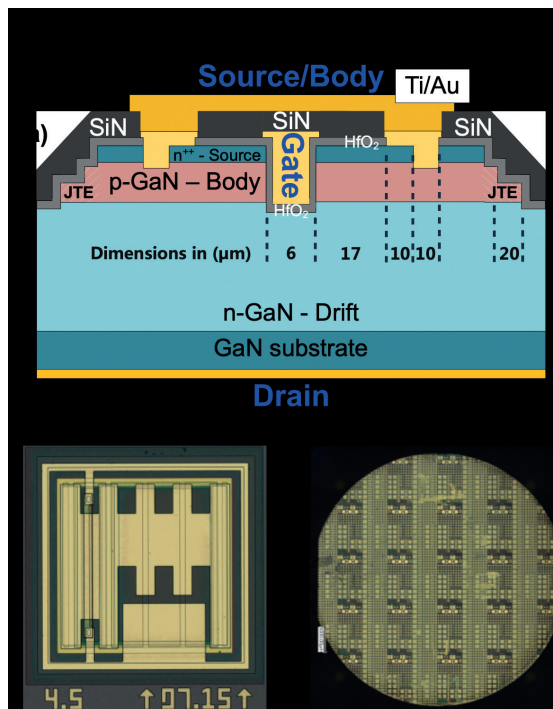 Source/Body
Ti/Au
SiN
SiN
SiN
)
HfO₂
n⁺⁺ - Source
Gate
p-GaN – Body
JTE
JTE
HfO₂
Dimensions in (μm)
6
17
10
10
20
n-GaN - Drift
GaN substrate
Drain
4.5
↑07.15↑